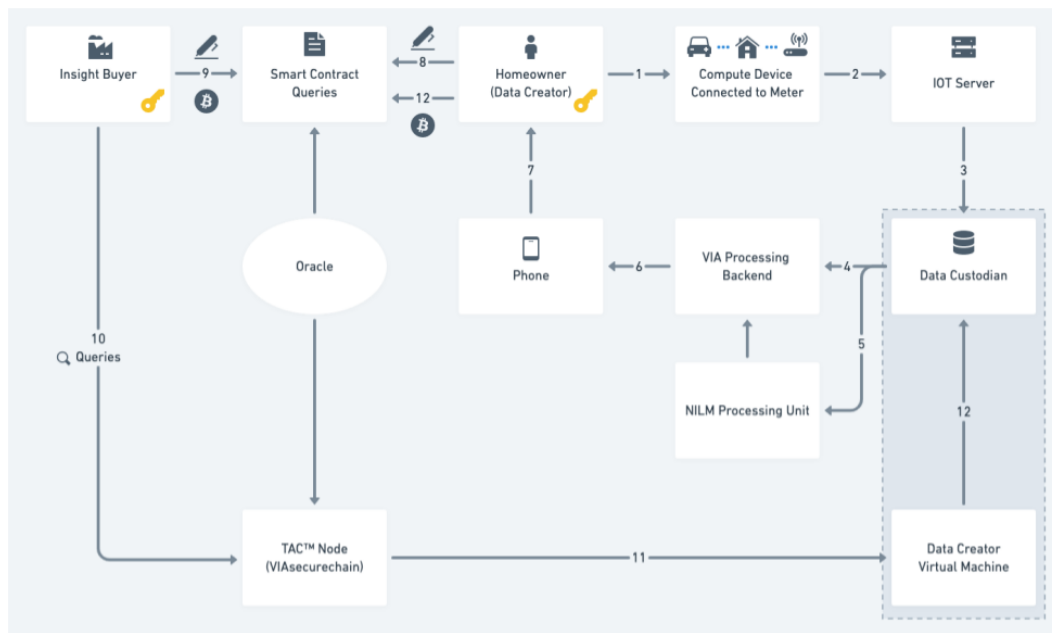 Insight Buyer
9
Smart Contract
Queries
8
12
Homeowner
(Data Creator)
1
Compute Device
Connected to Meter
2
IOT Server
7
3
Oracle
Phone
6
VIA Processing
Backend
4
Data Custodian
10
Queries
5
NILM Processing Unit
12
TAC™ Node
(VIAsecurechain)
11
Data Creator
Virtual Machine